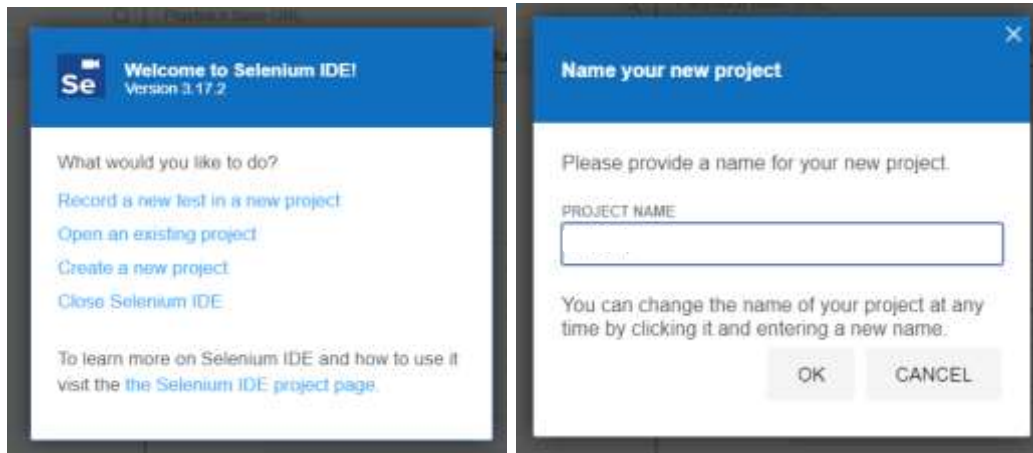 Se
Welcome to Selenium IDE!
Version 3.17.2
What would you like to do?
Record a new test in a new project
Open an existing project
Create a new project
Close Selenium IDE
To learn more on Selenium IDE and how to use it
visit the the Selenium IDE project page.
Name your new project
Please provide a name for your new project.
PROJECT NAME
You can change the name of your project at any
time by clicking it and entering a new name.
OK
CANCEL